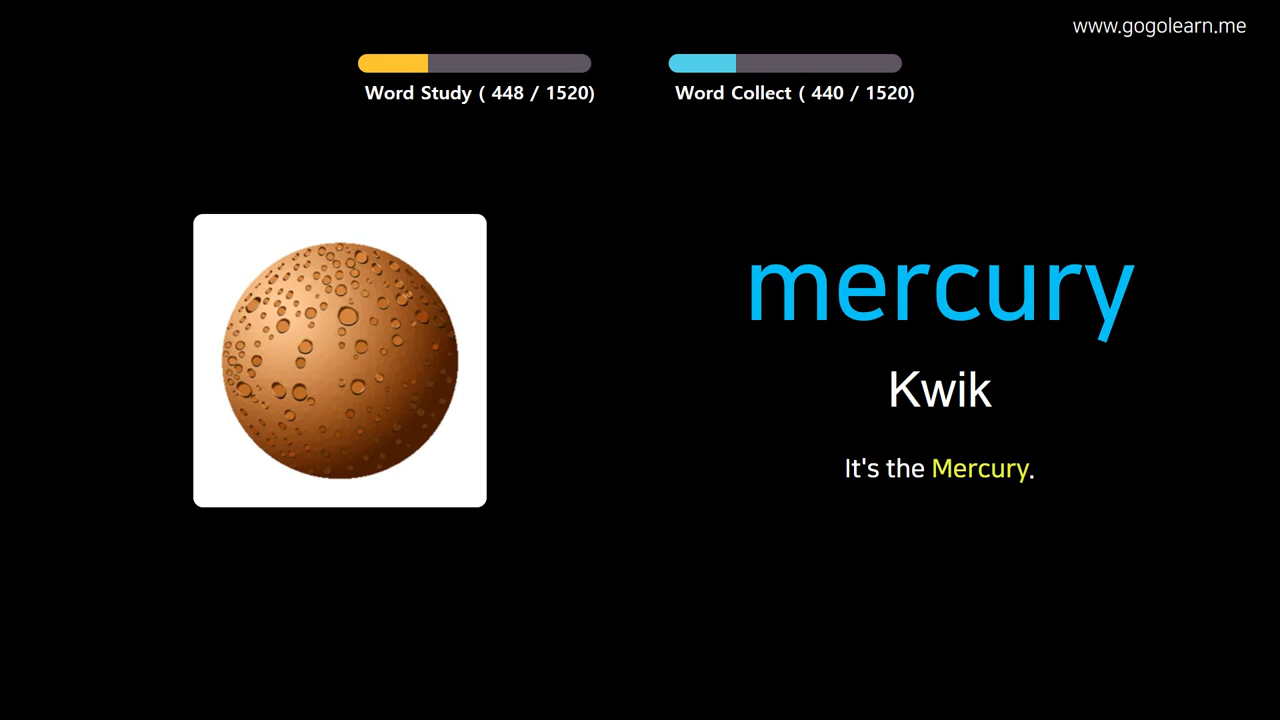 www.gogolearn.me
Word Study ( 448 / 1520)
Word Collect ( 440 / 1520)
mercury
Kwik
It's the Mercury.